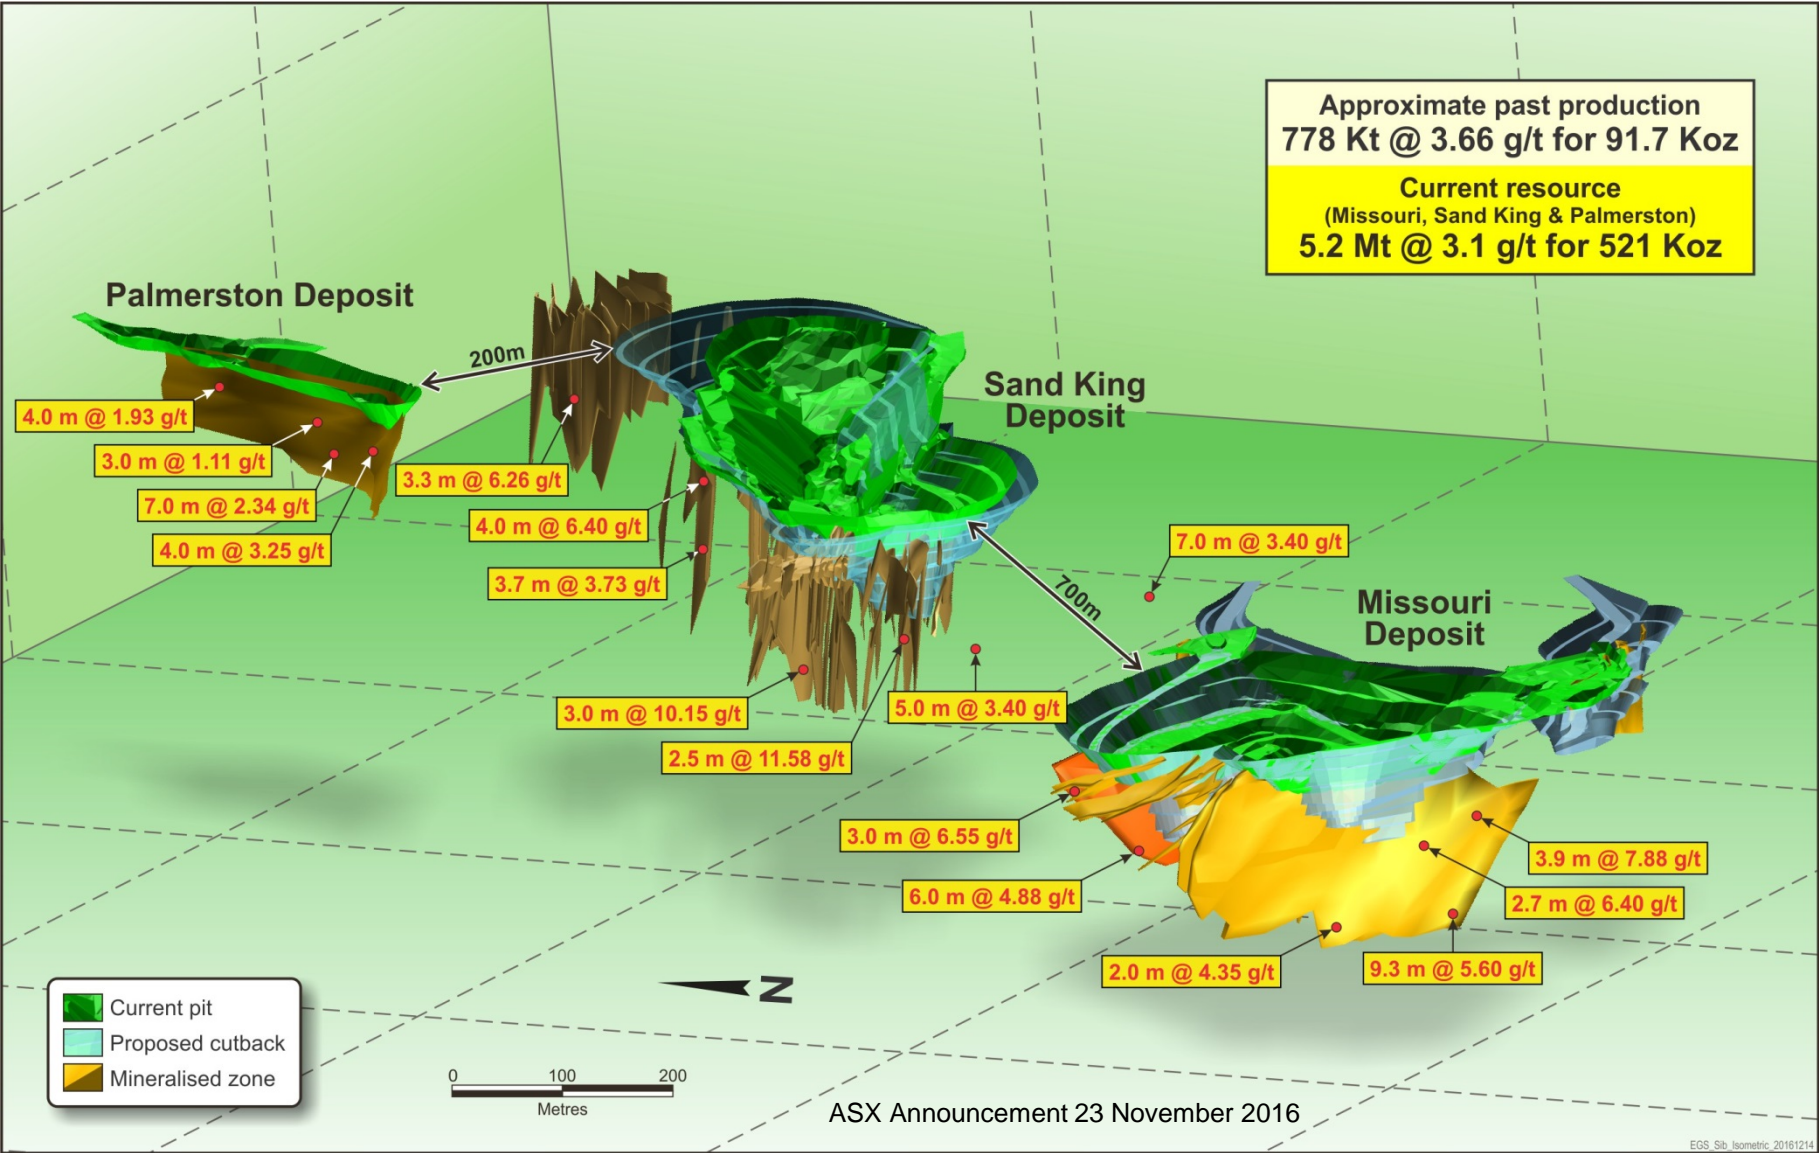 Approximate past production
778 Kt @ 3.66 g/t for 91.7 Koz
Current resource
(Missouri, Sand King & Palmerston)
5.2 Mt @ 3.1 g/t for 521 Koz
Palmerston Deposit
200m
Sand King
Deposit
4.0 m @ 1.93 g/t
3.0 m @ 1.11 g/t
7.0 m @ 2.34 g/t
4.0 m @ 3.25 g/t
3.3 m @ 6.26 g/t
4.0 m @ 6.40 g/t
3.7 m @ 3.73 g/t
3.0 m @ 10.15 g/t
2.5 m @ 11.58 g/t
5.0 m @ 3.40 g/t
700m
7.0 m @ 3.40 g/t
Missouri
Deposit
3.0 m @ 6.55 g/t
6.0 m @ 4.88 g/t
2.0 m @ 4.35 g/t
9.3 m @ 5.60 g/t
2.7 m @ 6.40 g/t
3.9 m @ 7.88 g/t
N
Current pit
Proposed cutback
Mineralised zone
0 100 200
Metres
ASX Announcement 23 November 2016
EGS_Sib_Isometric_20161214